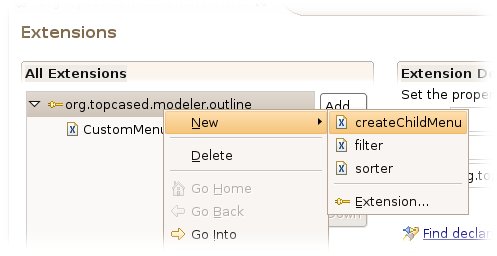 Extensions
All Extensions
Extension D
org.topcased.modeler.outline
Add...
Set the prope
CustomMenu
New
createChildMenu
filter
Delete
sorter
Go Home
Go Back
Extension...
Down
Go Into
Find declar